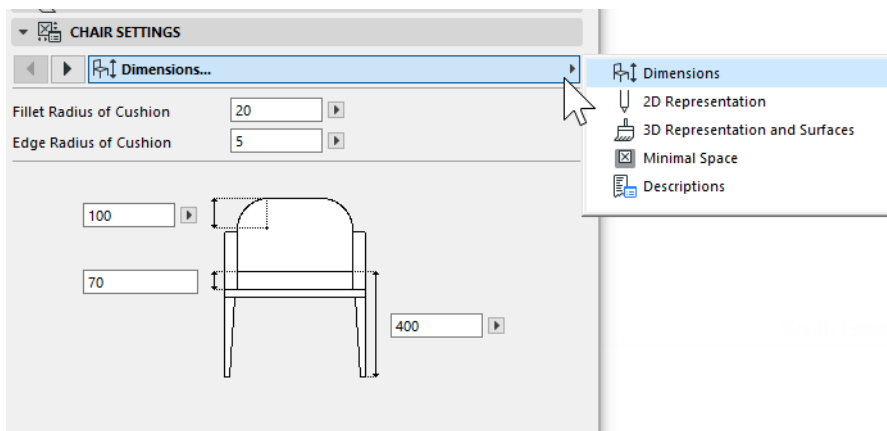 CHAIR SETTINGS
Dimensions...
Dimensions
2D Representation
3D Representation and Surfaces
Minimal Space
Descriptions
Fillet Radius of Cushion 20
Edge Radius of Cushion 5
100
70
400